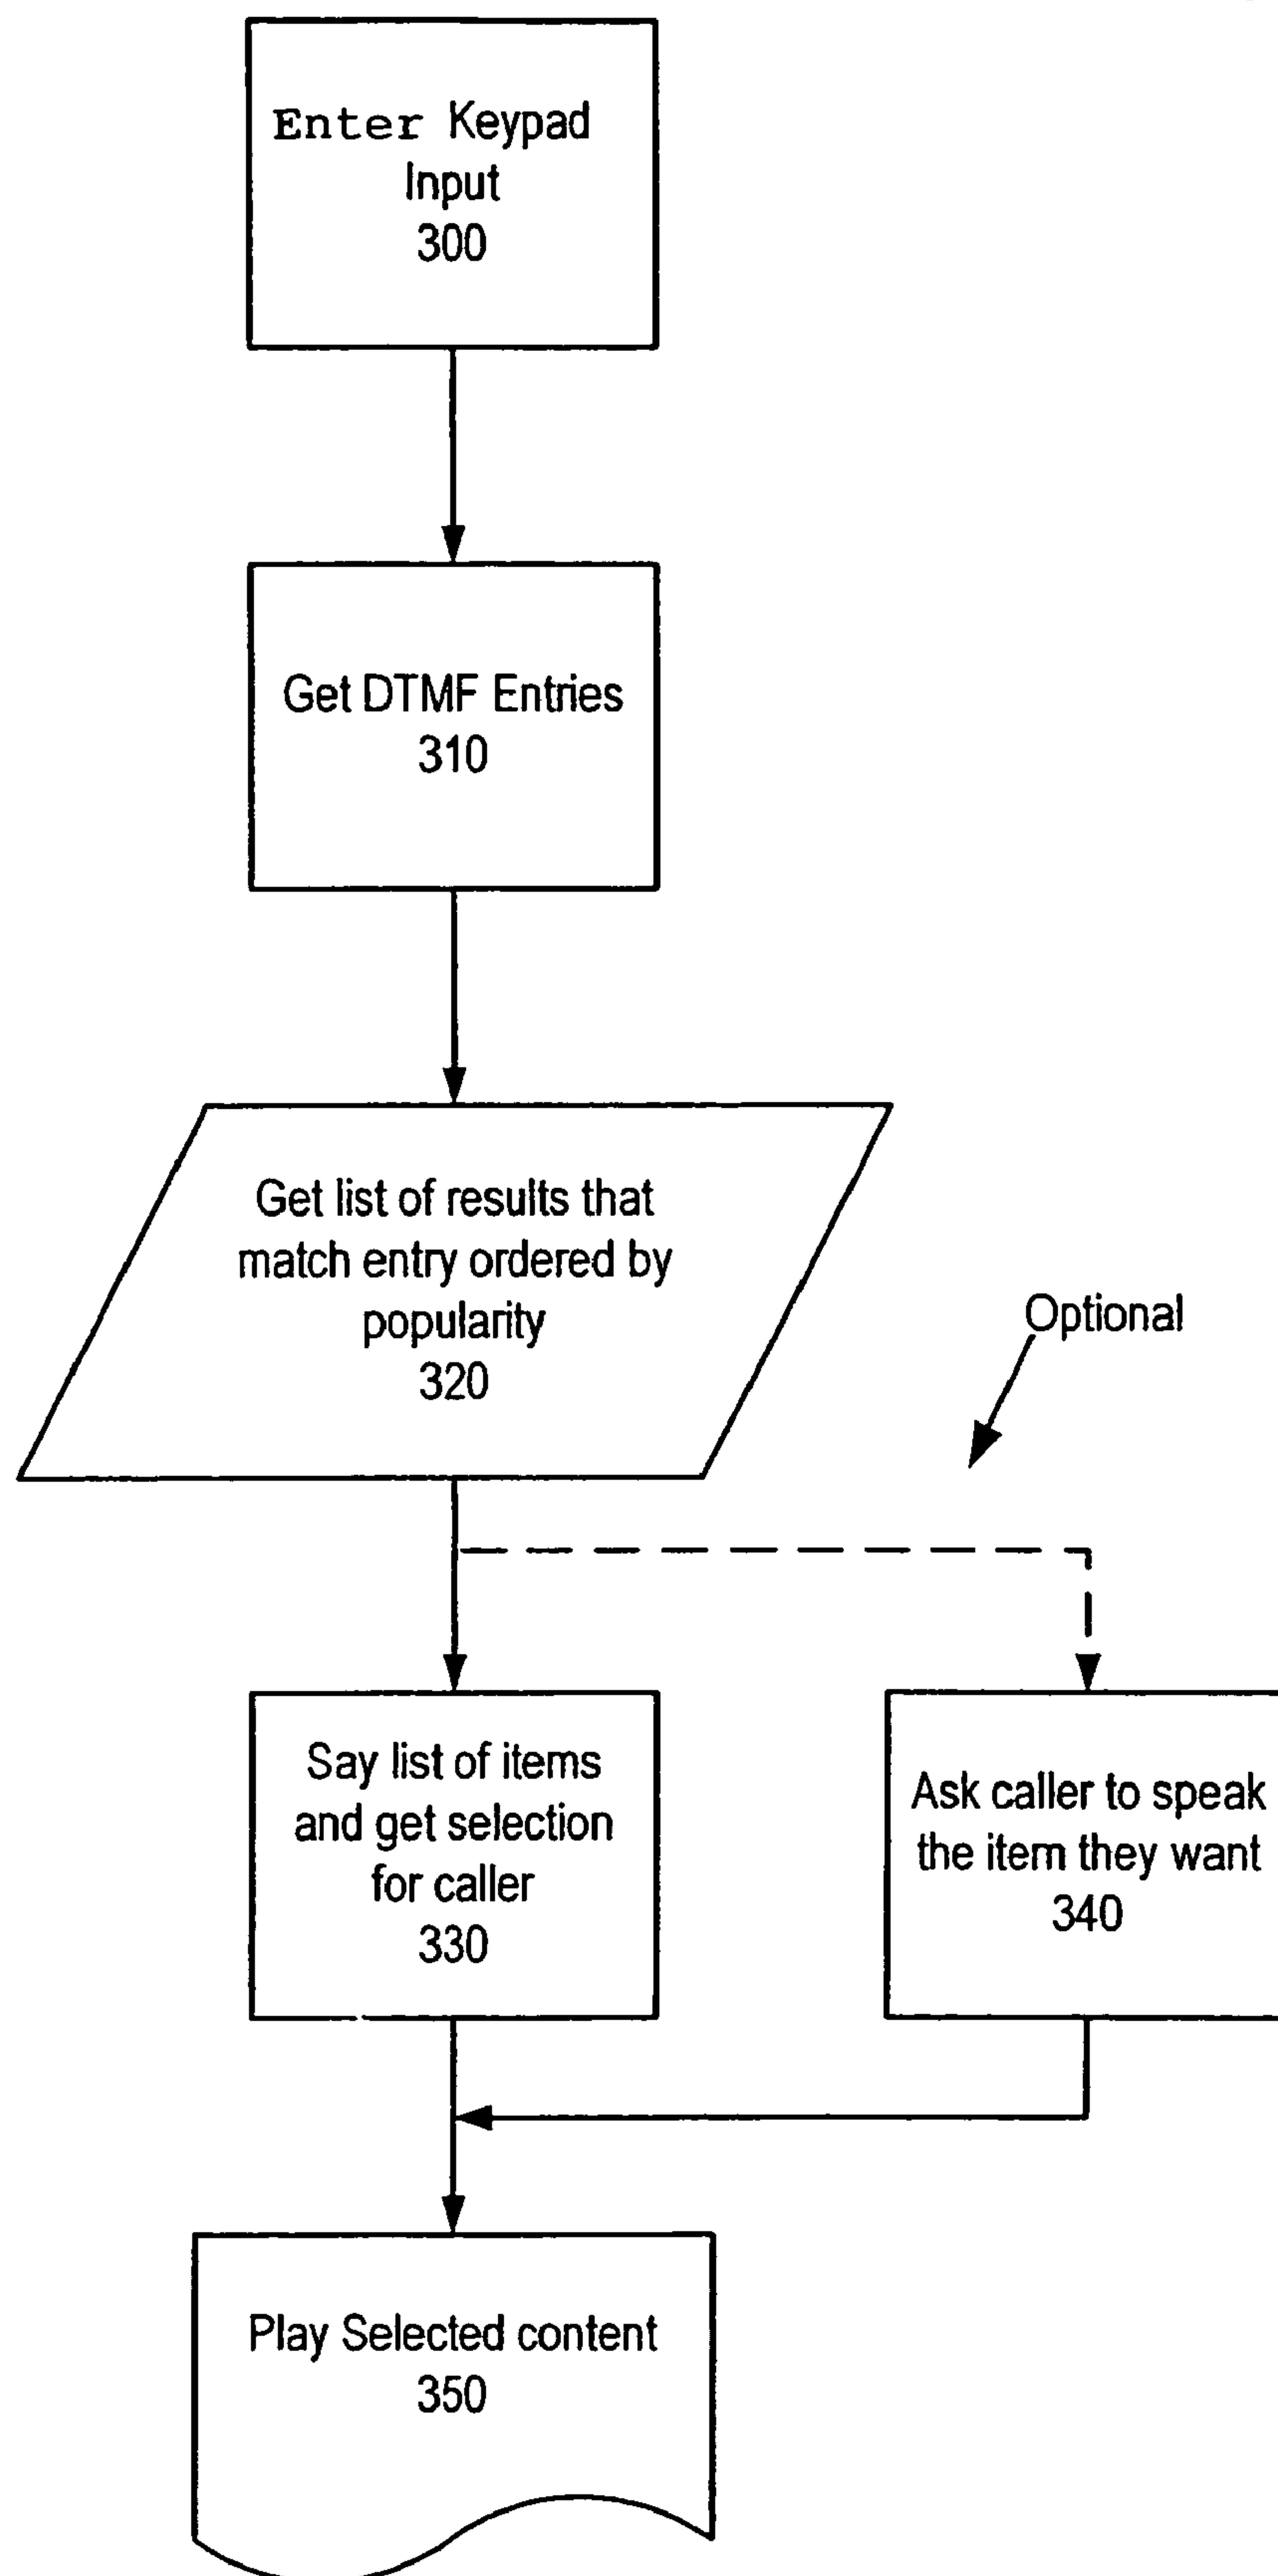 Enter Keypad
Input
300
Get DTMF Entries
310
Get list of results that
match entry ordered by
popularity
320
Optional
Say list of items
and get selection
for caller
330
Ask caller to speak
the item they want
340
Play Selected content
350